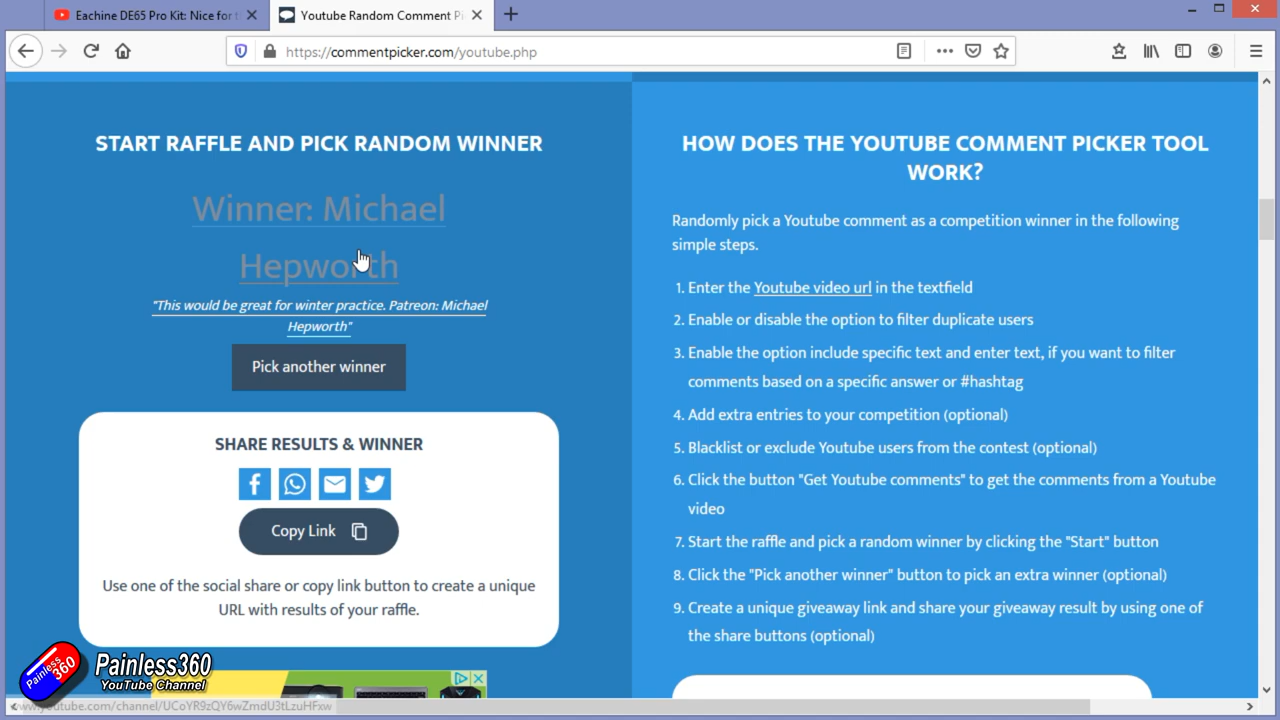 Eachine DE65 Pro Kit: Nice for t
Youtube Random Comment Pi
https://commentpicker.com/youtube.php
START RAFFLE AND PICK RANDOM WINNER
Winner: Michael
Hepworth
"This would be great for winter practice. Patreon: Michael
Hepworth"
Pick another winner
SHARE RESULTS & WINNER
Copy Link
Use one of the social share or copy link button to create a unique
URL with results of your raffle.
HOW DOES THE YOUTUBE COMMENT PICKER TOOL
WORK?
Randomly pick a Youtube comment as a competition winner in the following
simple steps.
1. Enter the Youtube video url in the textfield
2. Enable or disable the option to filter duplicate users
3. Enable the option include specific text and enter text, if you want to filter
comments based on a specific answer or #hashtag
4. Add extra entries to your competition (optional)
5. Blacklist or exclude Youtube users from the contest (optional)
6. Click the button "Get Youtube comments" to get the comments from a Youtube
video
7. Start the raffle and pick a random winner by clicking the "Start" button
8. Click the "Pick another winner" button to pick an extra winner (optional)
9. Create a unique giveaway link and share your giveaway result by using one of
the share buttons (optional)
Painless
360
Painless360
YouTube Channel
www.youtube.com/channel/UCoYR9zQY6wZmdU3tLzuHFxw